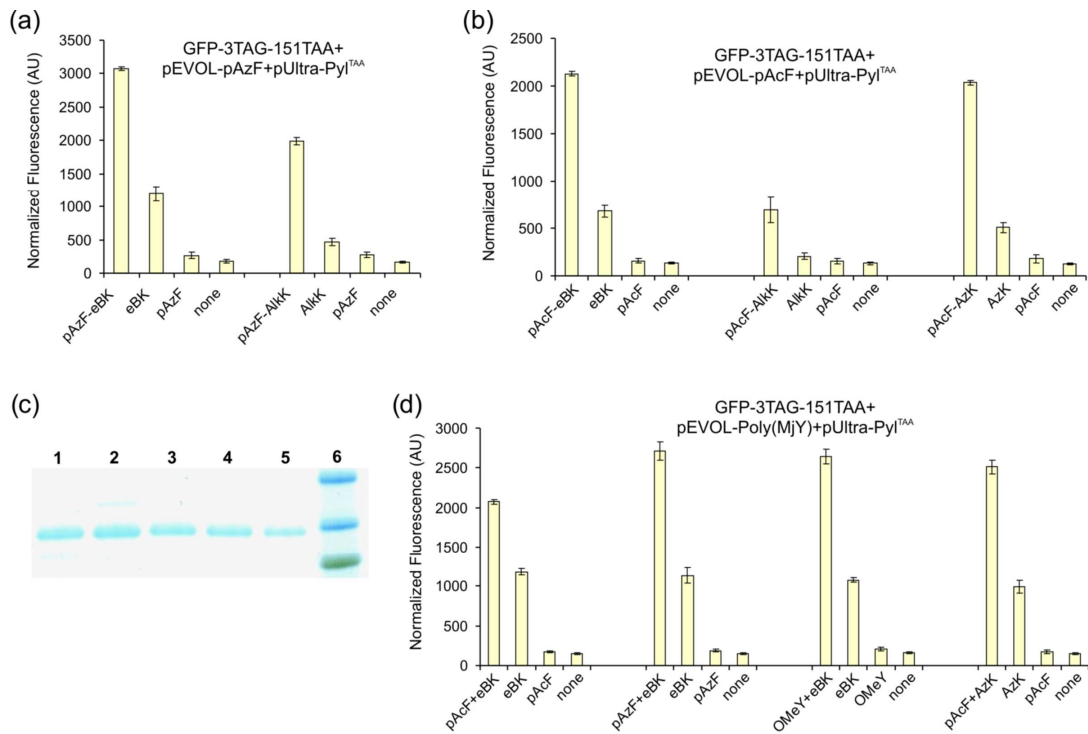 (a)
GFP-3TAG-151TAA+
pEVOL-pAzF+pUltra-Pyl^TAA
Normalized Fluorescence (AU)
3500
3000
2500
2000
1500
1000
500
0
pAzF-eBK
eBK
pAzF
none
pAzF-AlkK
AlkK
pAzF
none
(b)
GFP-3TAG-151TAA+
pEVOL-pAcF+pUltra-Pyl^TAA
Normalized Fluorescence (AU)
2500
2000
1500
1000
500
0
pAcF-eBK
eBK
pAcF
none
pAcF-AlkK
AlkK
pAcF
none
pAcF-AzK
AzK
pAcF
none
(c)
1 2 3 4 5 6
(d)
GFP-3TAG-151TAA+
pEVOL-Poly(MjY)+pUltra-Pyl^TAA
Normalized Fluorescence (AU)
3000
2500
2000
1500
1000
500
0
pAcF+eBK
eBK
pAcF
none
pAzF+eBK
eBK
pAzF
none
OMeY+eBK
eBK
OMeY
none
pAcF+AzK
AzK
pAcF
none